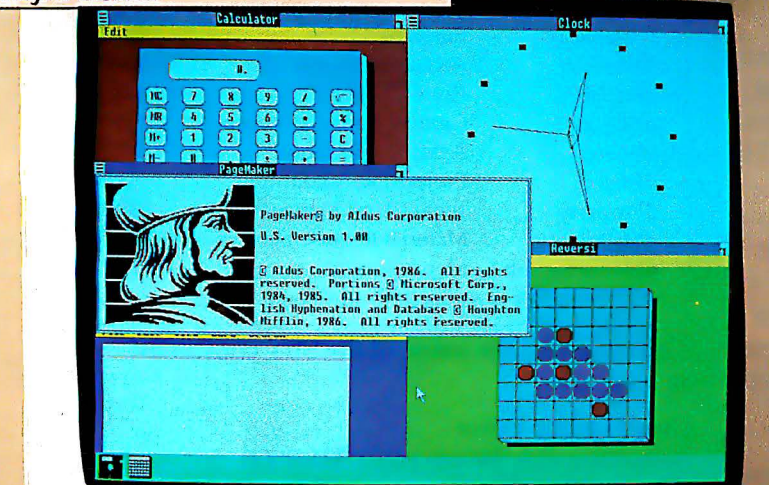 Calculator
Clock
Edit
0.
MC 7 8 9 / √
MR 4 5 6 * %
M+ 1 2 3 - C
M- 0 . ± + =
PageMaker
PageMaker® by Aldus Corporation
U.S. Version 1.00
© Aldus Corporation, 1986. All rights
reserved. Portions © Microsoft Corp.,
1984, 1985. All rights reserved. Eng-
lish Hyphenation and Database © Houghton
Mifflin, 1986. All rights reserved.
Reversi